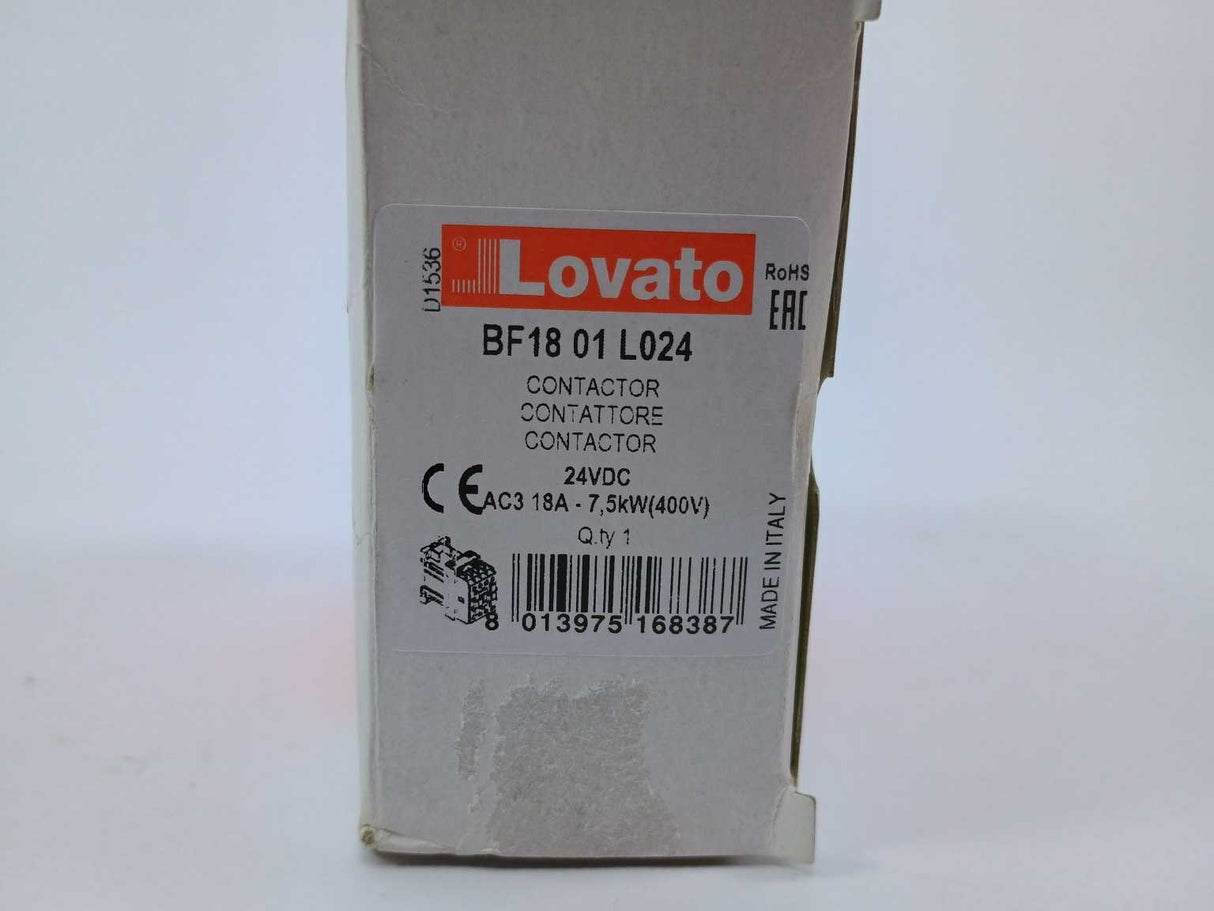 D1536
® Lovato
RoHS
EAC
BF18 01 L024
CONTACTOR
CONTATTORE
CONTACTOR
24VDC
CE AC3 18A - 7,5kW(400V)
Q.ty 1
MADE IN ITALY
8 013975 168387